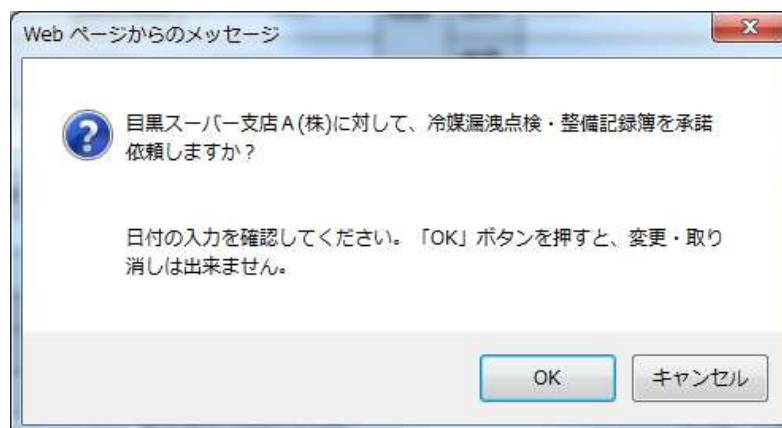 Web ページからのメッセージ
目黒スーパー支店A(株)に対して、冷媒漏洩点検・整備記録簿を承諾
依頼しますか？
日付の入力を確認してください。「OK」ボタンを押すと、変更・取り
消しは出来ません。
OK
キャンセル